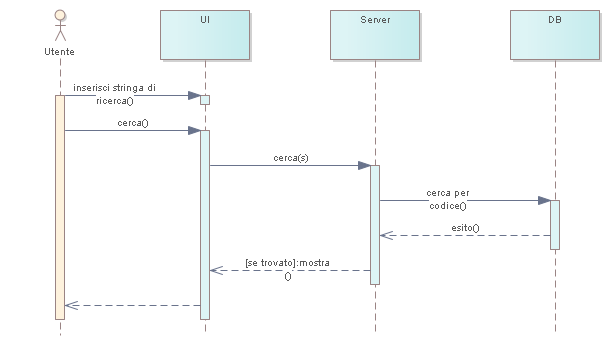 UI
Server
DB
Utente
inserisci stringa di
ricerca()
cerca()
cerca(s)
cerca per
codice()
esito()
[se trovato]:mostra
()